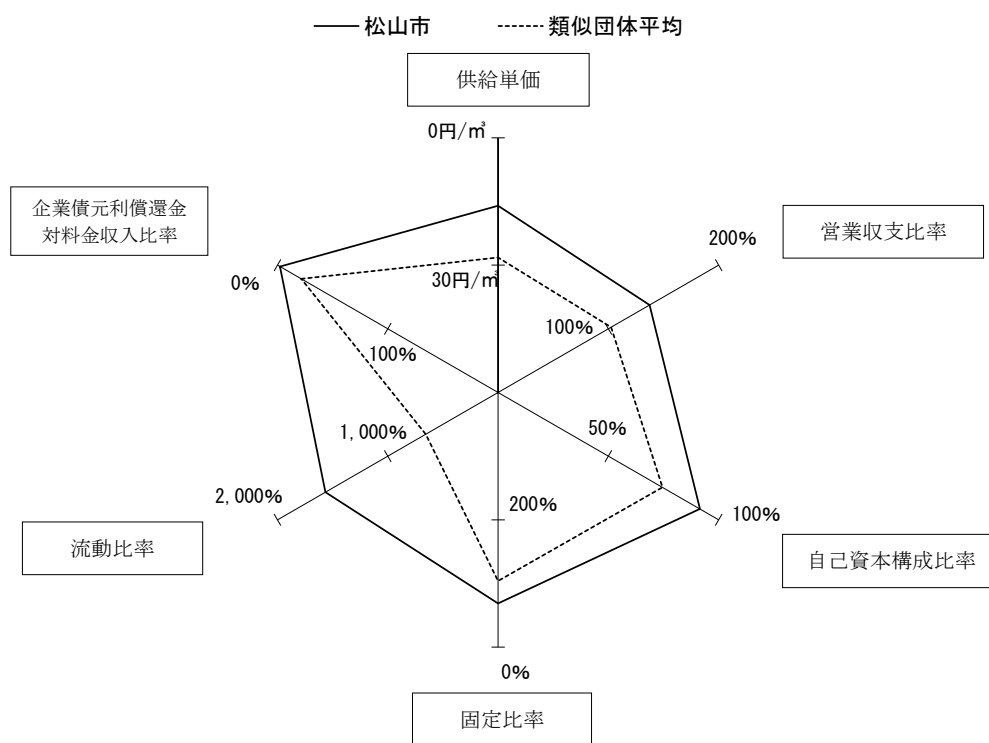 松山市 類似団体平均
供給単価
0円/㎥
企業債元利償還金
対料金収入比率
営業収支比率
200%
0%
30円/㎥
100%
100%
1,000%
50%
2,000%
200%
100%
流動比率
自己資本構成比率
0%
固定比率